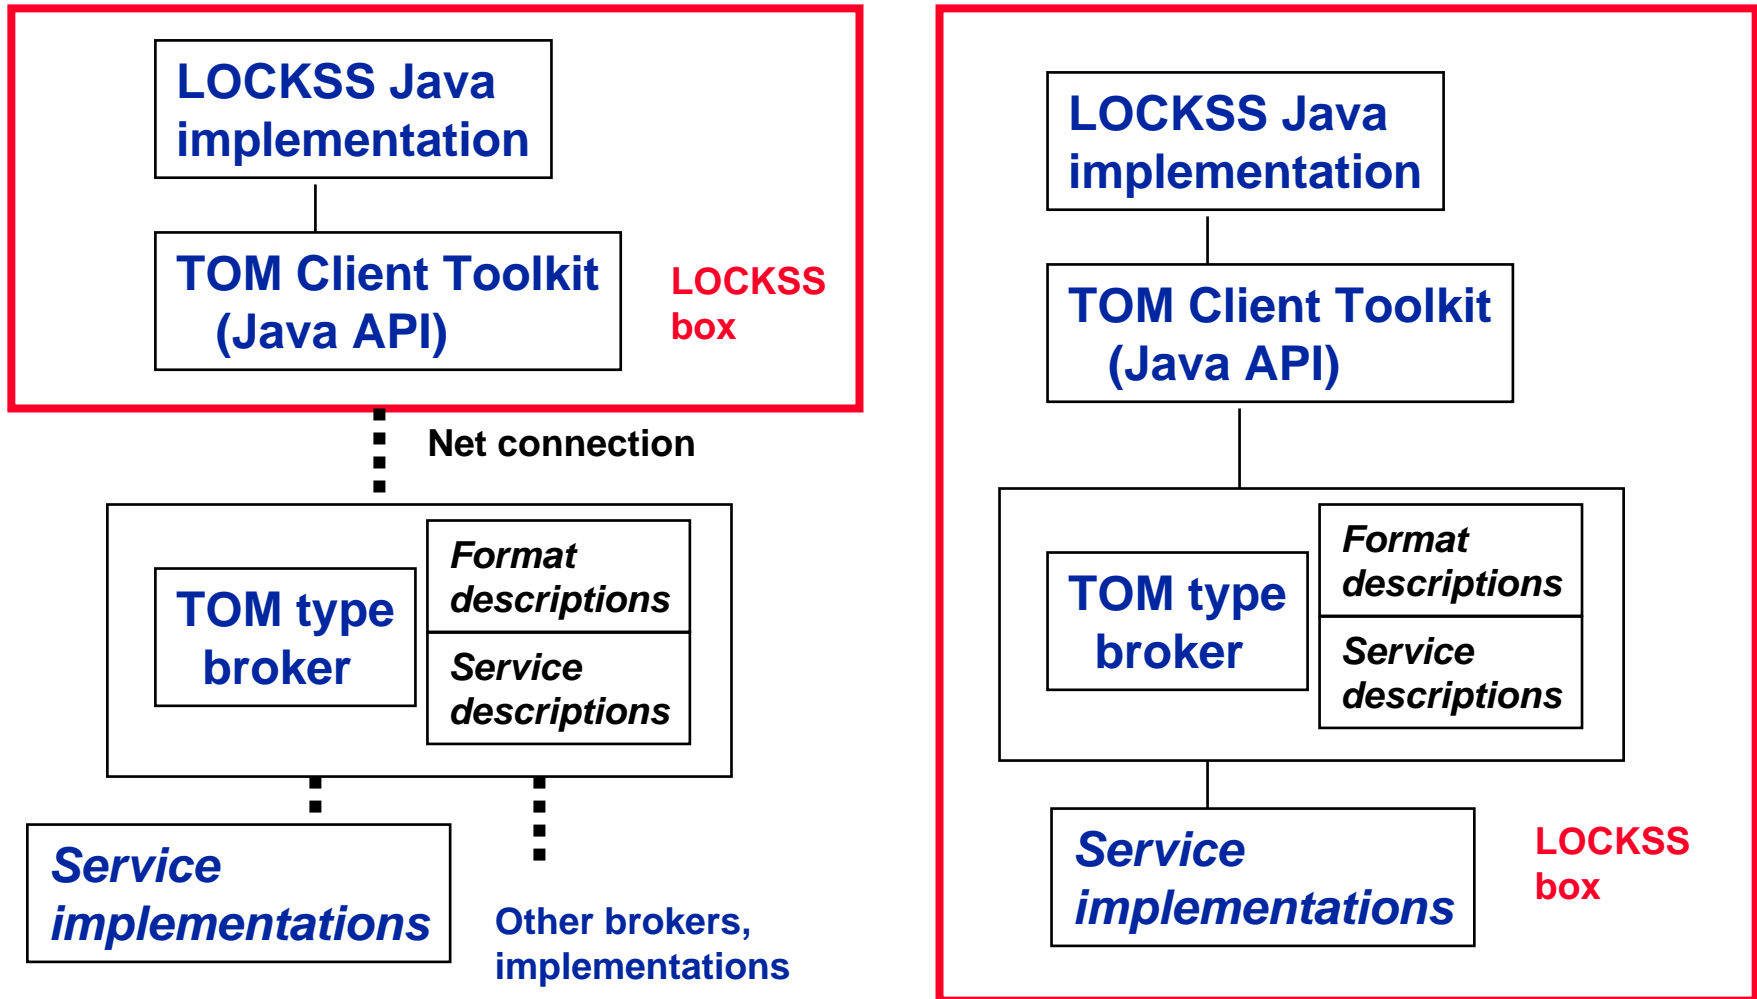 LOCKSS Java
implementation
TOM Client Toolkit
(Java API)
LOCKSS
box
Net connection
TOM type
broker
Format
descriptions
Service
descriptions
Service
implementations
Other brokers,
implementations
LOCKSS Java
implementation
TOM Client Toolkit
(Java API)
TOM type
broker
Format
descriptions
Service
descriptions
Service
implementations
LOCKSS
box